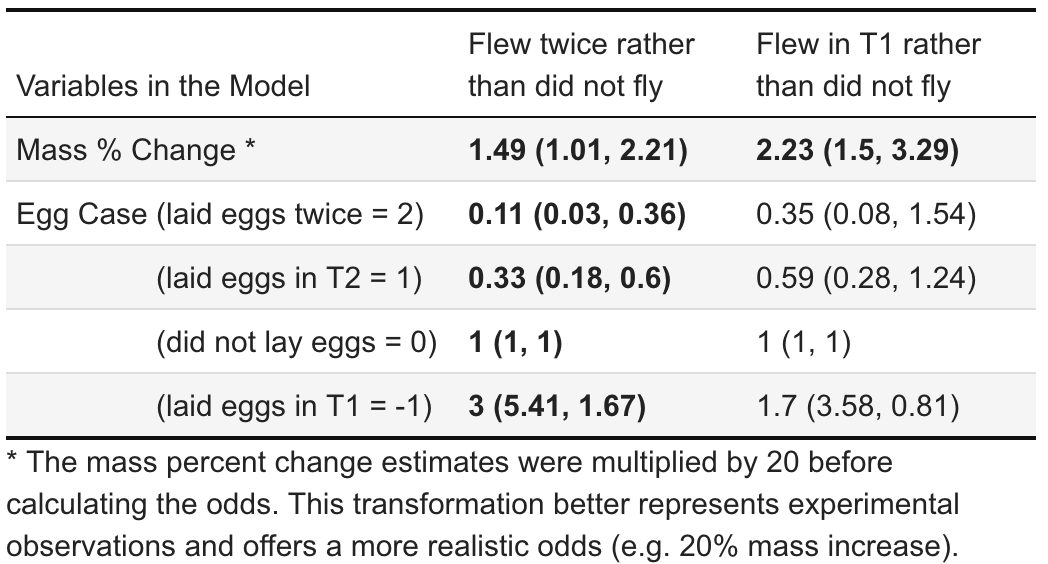 Flew twice rather Flew in T1 rather
Variables in the Model than did not fly than did not fly
Mass % Change * 1.49 (1.01, 2.21) 2.23 (1.5, 3.29)
Egg Case (laid eggs twice = 2) 0.11 (0.03, 0.36) 0.35 (0.08, 1.54)
(laid eggs in T2 = 1) 0.33 (0.18, 0.6) 0.59 (0.28, 1.24)
(did not lay eggs = 0) 1 (1, 1) 1 (1, 1)
(laid eggs in T1 = -1) 3 (5.41, 1.67) 1.7 (3.58, 0.81)
* The mass percent change estimates were multiplied by 20 before
calculating the odds. This transformation better represents experimental
observations and offers a more realistic odds (e.g. 20% mass increase).